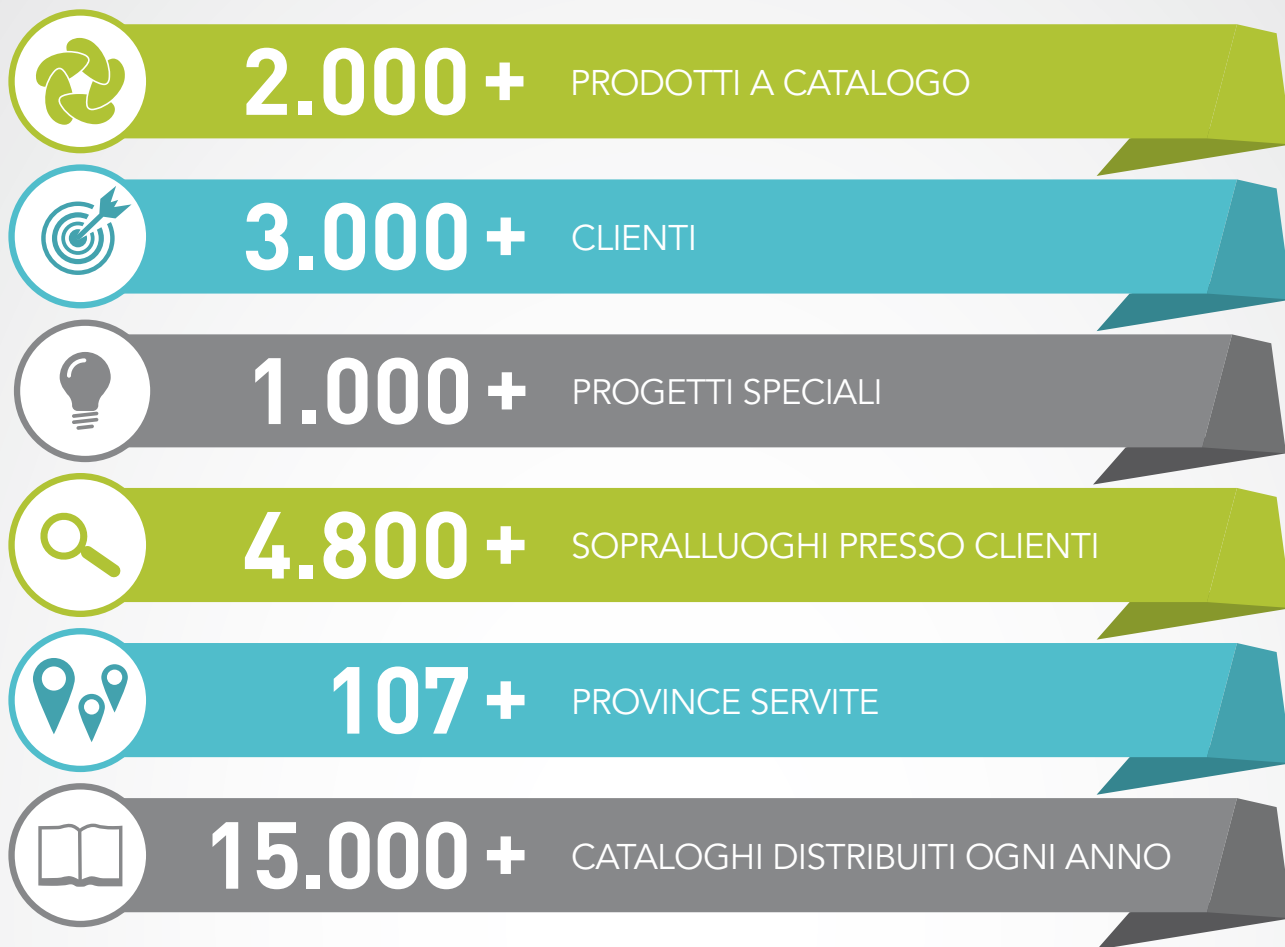 2.000 + PRODOTTI A CATALOGO
3.000 + CLIENTI
1.000 + PROGETTI SPECIALI
4.800 + SOPRALLUOGHI PRESSO CLIENTI
107 + PROVINCE SERVITE
15.000 + CATALOGHI DISTRIBUITI OGNI ANNO